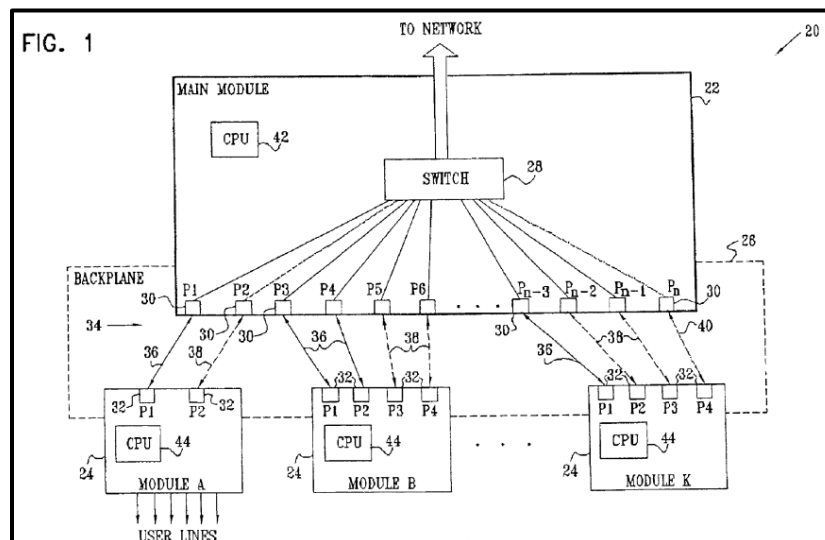 FIG. 1
TO NETWORK
20
MAIN MODULE
22
CPU
42
SWITCH
28
26
BACKPLANE
P1 P2 P3 P4 P5 P6 . . . Pn-3 Pn-2 Pn-1 Pn
30 30 30 30 30
34
36 38 36 38 36 38 40
32 32 32 32 32 32
P1 P2 P1 P2 P3 P4 P1 P2 P3 P4
CPU 44 CPU 44 CPU 44
24 24 . . . 24
MODULE A MODULE B MODULE K
USER LINES